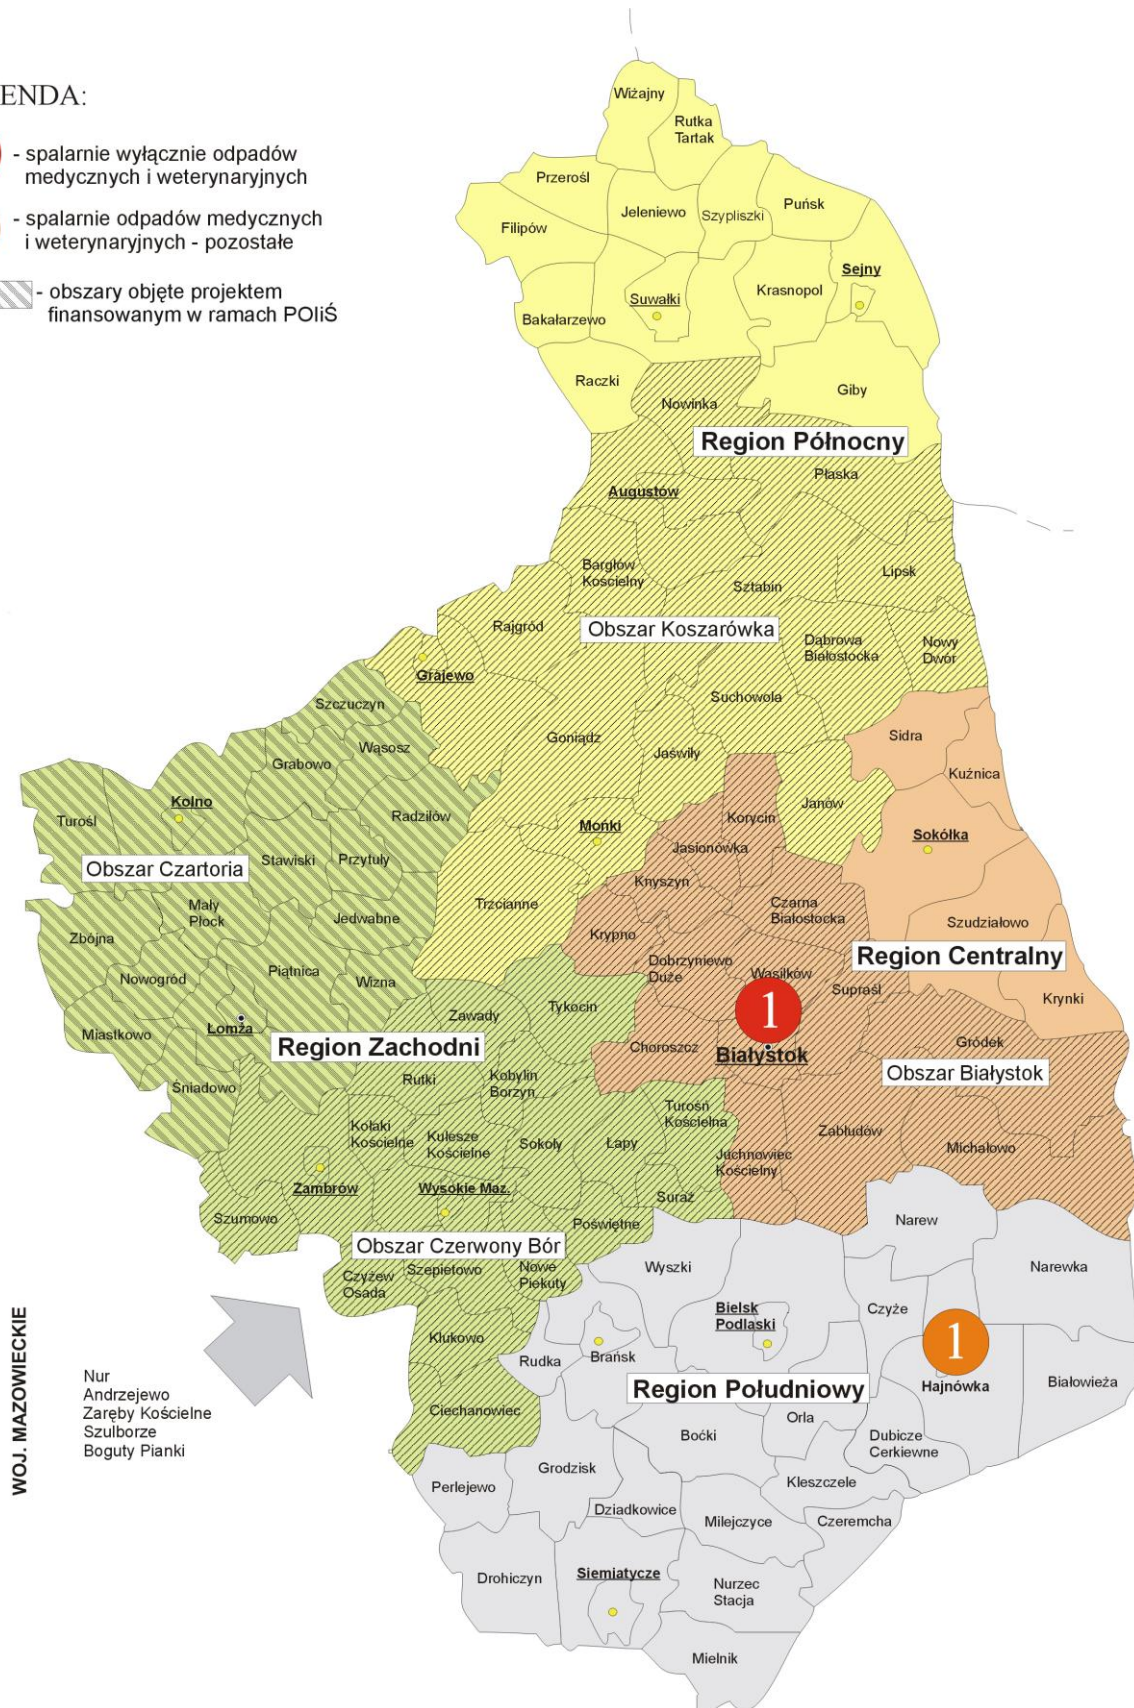 ENDA:
- spalarnie wyłącznie odpadów
medycznych i weterynaryjnych
- spalarnie odpadów medycznych
i weterynaryjnych - pozostałe
- obszary objęte projektem
finansowanym w ramach POIiŚ
Wiżajny
Rutka
Tartak
Przerośl
Jeleniewo
Szypliszki
Puńsk
Filipów
Sejny
Suwałki
Krasnopol
Bakałarzewo
Raczki
Giby
Nowinka
Region Północny
Płaska
Augustów
Bargłów
Kościelny
Sztabin
Lipsk
Rajgród
Obszar Koszarówka
Dąbrowa
Białostocka
Nowy
Dwór
Grajewo
Suchowola
Szczuczyn
Wąsosz
Goniądz
Jaświły
Sidra
Grabowo
Kuźnica
Kolno
Turośl
Radziłów
Mońki
Korycin
Janów
Sokółka
Jasionówka
Obszar Czartoria
Stawiski
Przytuły
Knyszyn
Mały
Płock
Jedwabne
Trzcianne
Czarna
Białostocka
Szudziałowo
Zbójna
Krypno
Region Centralny
Nowogród
Piątnica
Wizna
Dobrzyniewo
Duże
Wasilków
Supraśl
Krynki
Tykocin
Zawady
1
Miastkowo
Łomża
Region Zachodni
Choroszcz
Białystok
Gródek
Obszar Białystok
Śniadowo
Rutki
Kobylin
Borzyn
Turośń
Kościelna
Kołaki
Kościelne
Kulesze
Kościelne
Sokoły
Łapy
Zabłudów
Michałowo
Juchnowiec
Kościelny
Zambrów
Wysokie Maz.
Suraż
Szumowo
Poświętne
Narew
Obszar Czerwony Bór
Czyżew
Osada
Szepietowo
Nowe
Piekuty
Wyszki
Narewka
Bielsk
Podlaski
Czyże
Klukowo
Rudka
Brańsk
1
Hajnówka
Białowieża
Region Południowy
Ciechanowiec
Orla
Boćki
Dubicze
Cerkiewne
Nur
Andrzejewo
Zaręby Kościelne
Szulborze
Boguty Pianki
WOJ. MAZOWIECKIE
Perlejewo
Grodzisk
Kleszczele
Dziadkowice
Milejczyce
Czeremcha
Drohiczyn
Siemiatycze
Nurzec
Stacja
Mielnik